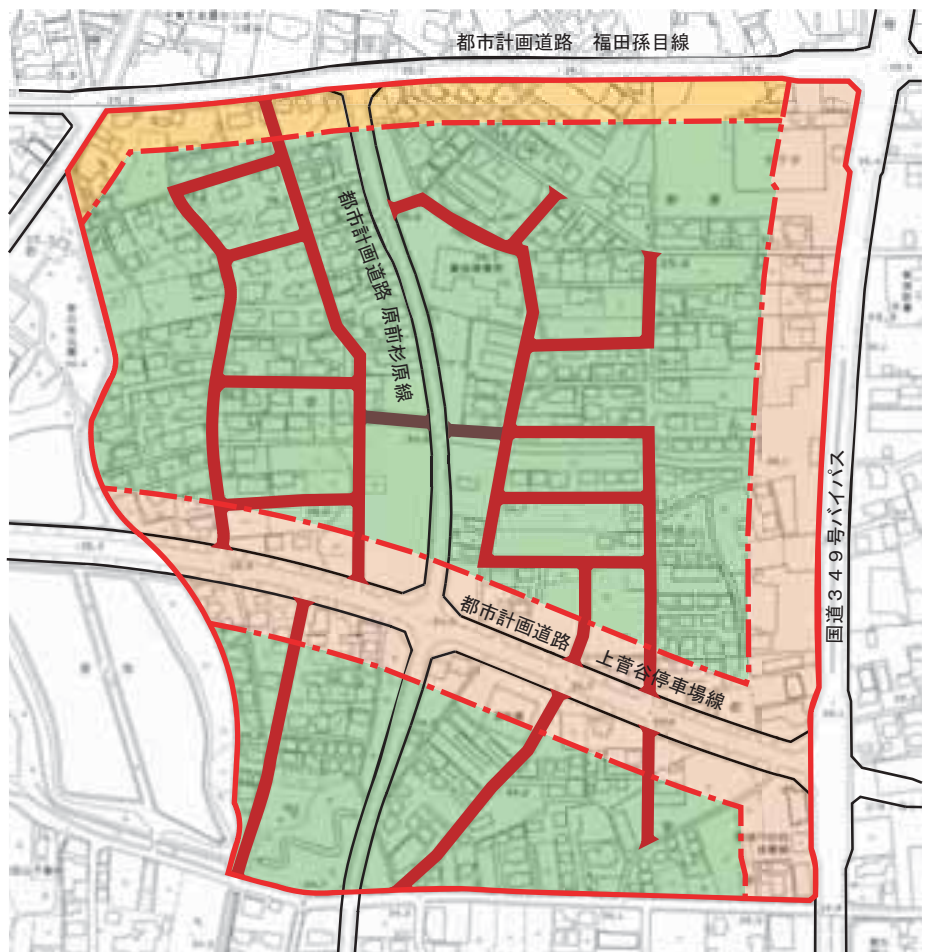 都市計画道路　福田孫目線
都市計画道路 原前杉原線
国道３４９号バイパス
都市計画道路　上菅谷停車場線